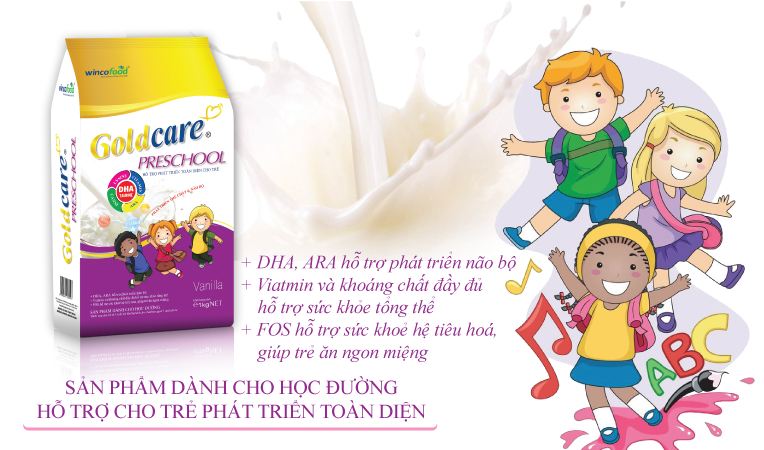 wincofood
Goldcare®
PRESCHOOL
HỖ TRỢ PHÁT TRIỂN TOÀN DIỆN CHO TRẺ
DHA
Vanilla
1kg NET
SẢN PHẨM DÀNH CHO HỌC ĐƯỜNG
wincofood
Goldcare®
PRESCHOOL
+ DHA, ARA hỗ trợ phát triển não bộ
+ Viatmin và khoáng chất đầy đủ
hỗ trợ sức khỏe tổng thể
+ FOS hỗ trợ sức khoẻ hệ tiêu hoá,
giúp trẻ ăn ngon miệng
ABC
SẢN PHẨM DÀNH CHO HỌC ĐƯỜNG
HỖ TRỢ CHO TRẺ PHÁT TRIỂN TOÀN DIỆN